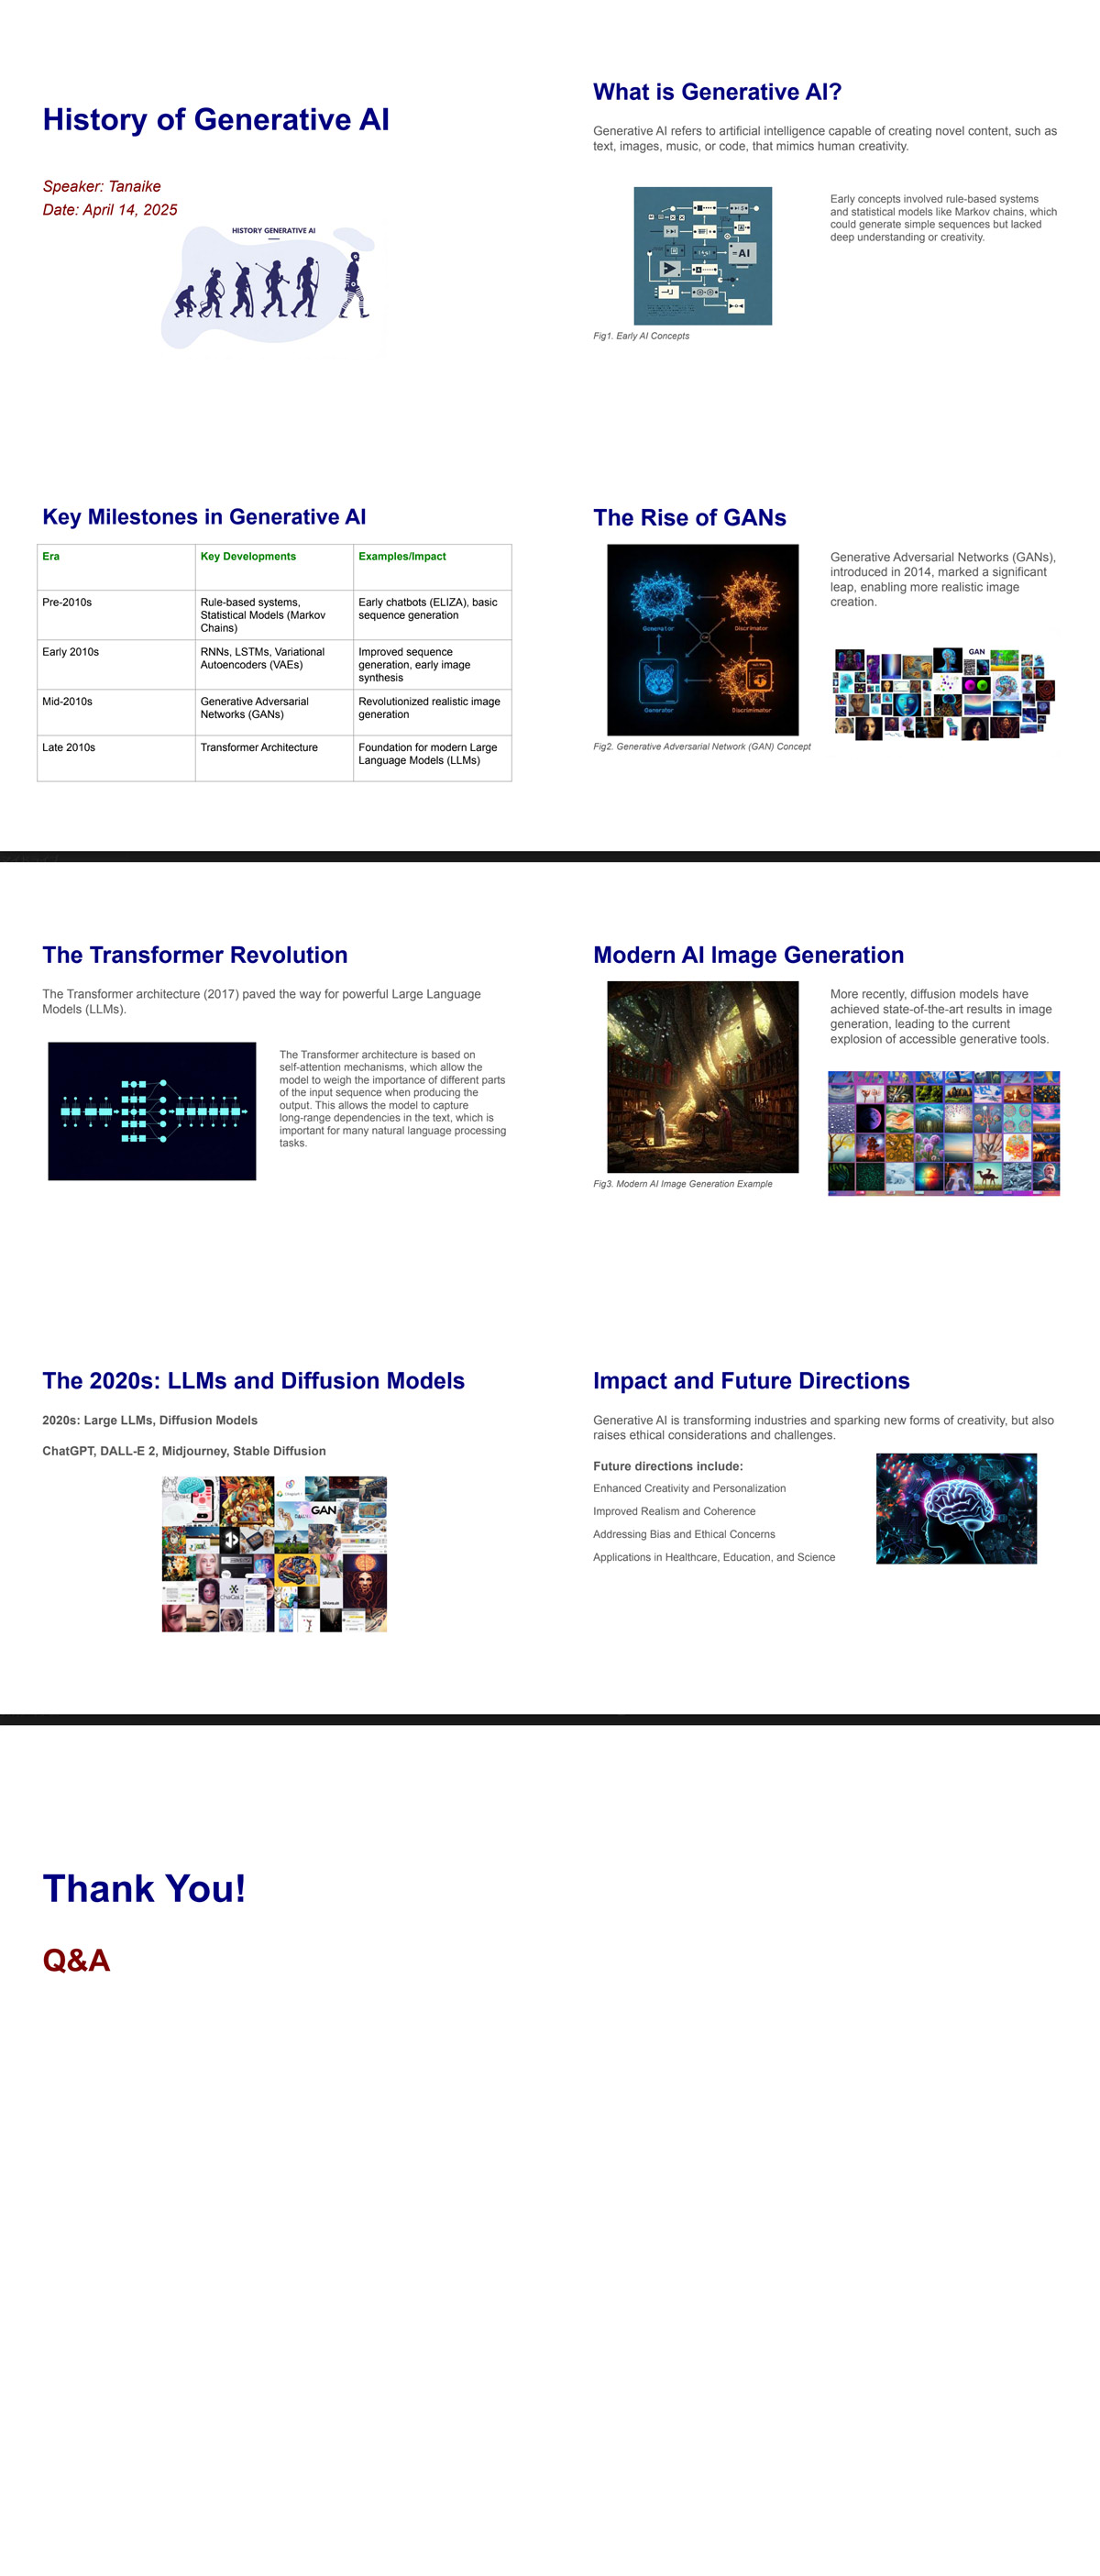 History of Generative AI
Speaker: Tanaike
Date: April 14, 2025
HISTORY GENERATIVE AI
What is Generative AI?
Generative AI refers to artificial intelligence capable of creating novel content, such as
text, images, music, or code, that mimics human creativity.
=AI
Early concepts involved rule-based systems
and statistical models like Markov chains, which
could generate simple sequences but lacked
deep understanding or creativity.
Fig1. Early AI Concepts
Key Milestones in Generative AI
Era Key Developments Examples/Impact
Pre-2010s Rule-based systems, Early chatbots (ELIZA), basic
Statistical Models (Markov sequence generation
Chains)
Early 2010s RNNs, LSTMs, Variational Improved sequence
Autoencoders (VAEs) generation, early image
synthesis
Mid-2010s Generative Adversarial Revolutionized realistic image
Networks (GANs) generation
Late 2010s Transformer Architecture Foundation for modern Large
Language Models (LLMs)
The Rise of GANs
Discriminator
Generator
Discriminator
Generative Adversarial Networks (GANs),
introduced in 2014, marked a significant
leap, enabling more realistic image
creation.
GAN
Fig2. Generative Adversarial Network (GAN) Concept
The Transformer Revolution
The Transformer architecture (2017) paved the way for powerful Large Language
Models (LLMs).
The Transformer architecture is based on
self-attention mechanisms, which allow the
model to weigh the importance of different parts
of the input sequence when producing the
output. This allows the model to capture
long-range dependencies in the text, which is
important for many natural language processing
tasks.
Modern AI Image Generation
More recently, diffusion models have
achieved state-of-the-art results in image
generation, leading to the current
explosion of accessible generative tools.
Fig3. Modern AI Image Generation Example
The 2020s: LLMs and Diffusion Models
2020s: Large LLMs, Diffusion Models
ChatGPT, DALL-E 2, Midjourney, Stable Diffusion
GAN
Impact and Future Directions
Generative AI is transforming industries and sparking new forms of creativity, but also
raises ethical considerations and challenges.
Future directions include:
Enhanced Creativity and Personalization
Improved Realism and Coherence
Addressing Bias and Ethical Concerns
Applications in Healthcare, Education, and Science
Thank You!
Q&A